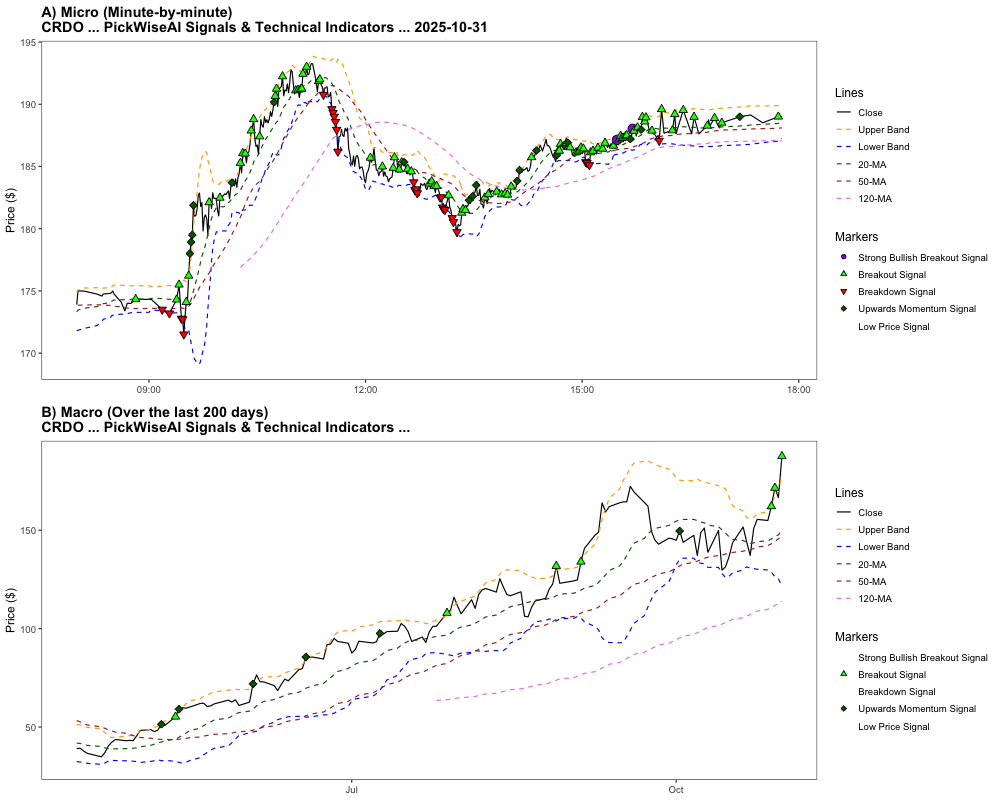 A) Micro (Minute-by-minute)
CRDO ... PickWiseAI Signals & Technical Indicators ... 2025-10-31
195
190
185
180
175
170
Price ($)
09:00
12:00
15:00
18:00
Lines
Close
Upper Band
Lower Band
20-MA
50-MA
120-MA
Markers
Strong Bullish Breakout Signal
Breakout Signal
Breakdown Signal
Upwards Momentum Signal
Low Price Signal
B) Macro (Over the last 200 days)
CRDO ... PickWiseAI Signals & Technical Indicators ...
150
100
50
Price ($)
Jul
Oct
Lines
Close
Upper Band
Lower Band
20-MA
50-MA
120-MA
Markers
Strong Bullish Breakout Signal
Breakout Signal
Breakdown Signal
Upwards Momentum Signal
Low Price Signal